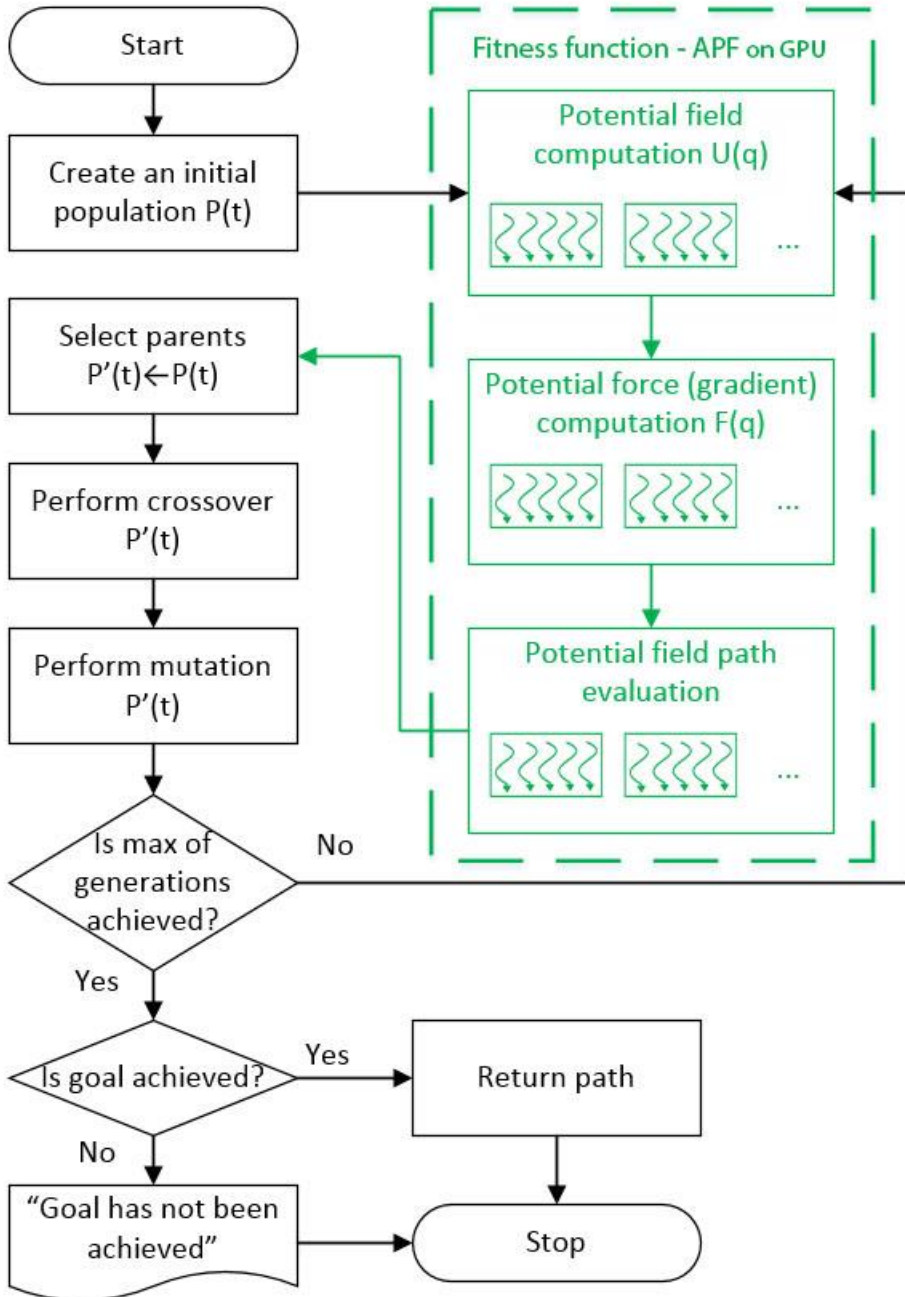 Start
Create an initial
population P(t)
Fitness function - APF on GPU
Potential field
computation U(q)
...
Potential force (gradient)
computation F(q)
...
Potential field path
evaluation
...
Select parents
P’(t)←P(t)
Perform crossover
P’(t)
Perform mutation
P’(t)
Is max of
generations
achieved?
No
Yes
Is goal achieved?
Yes
Return path
No
“Goal has not been
achieved”
Stop